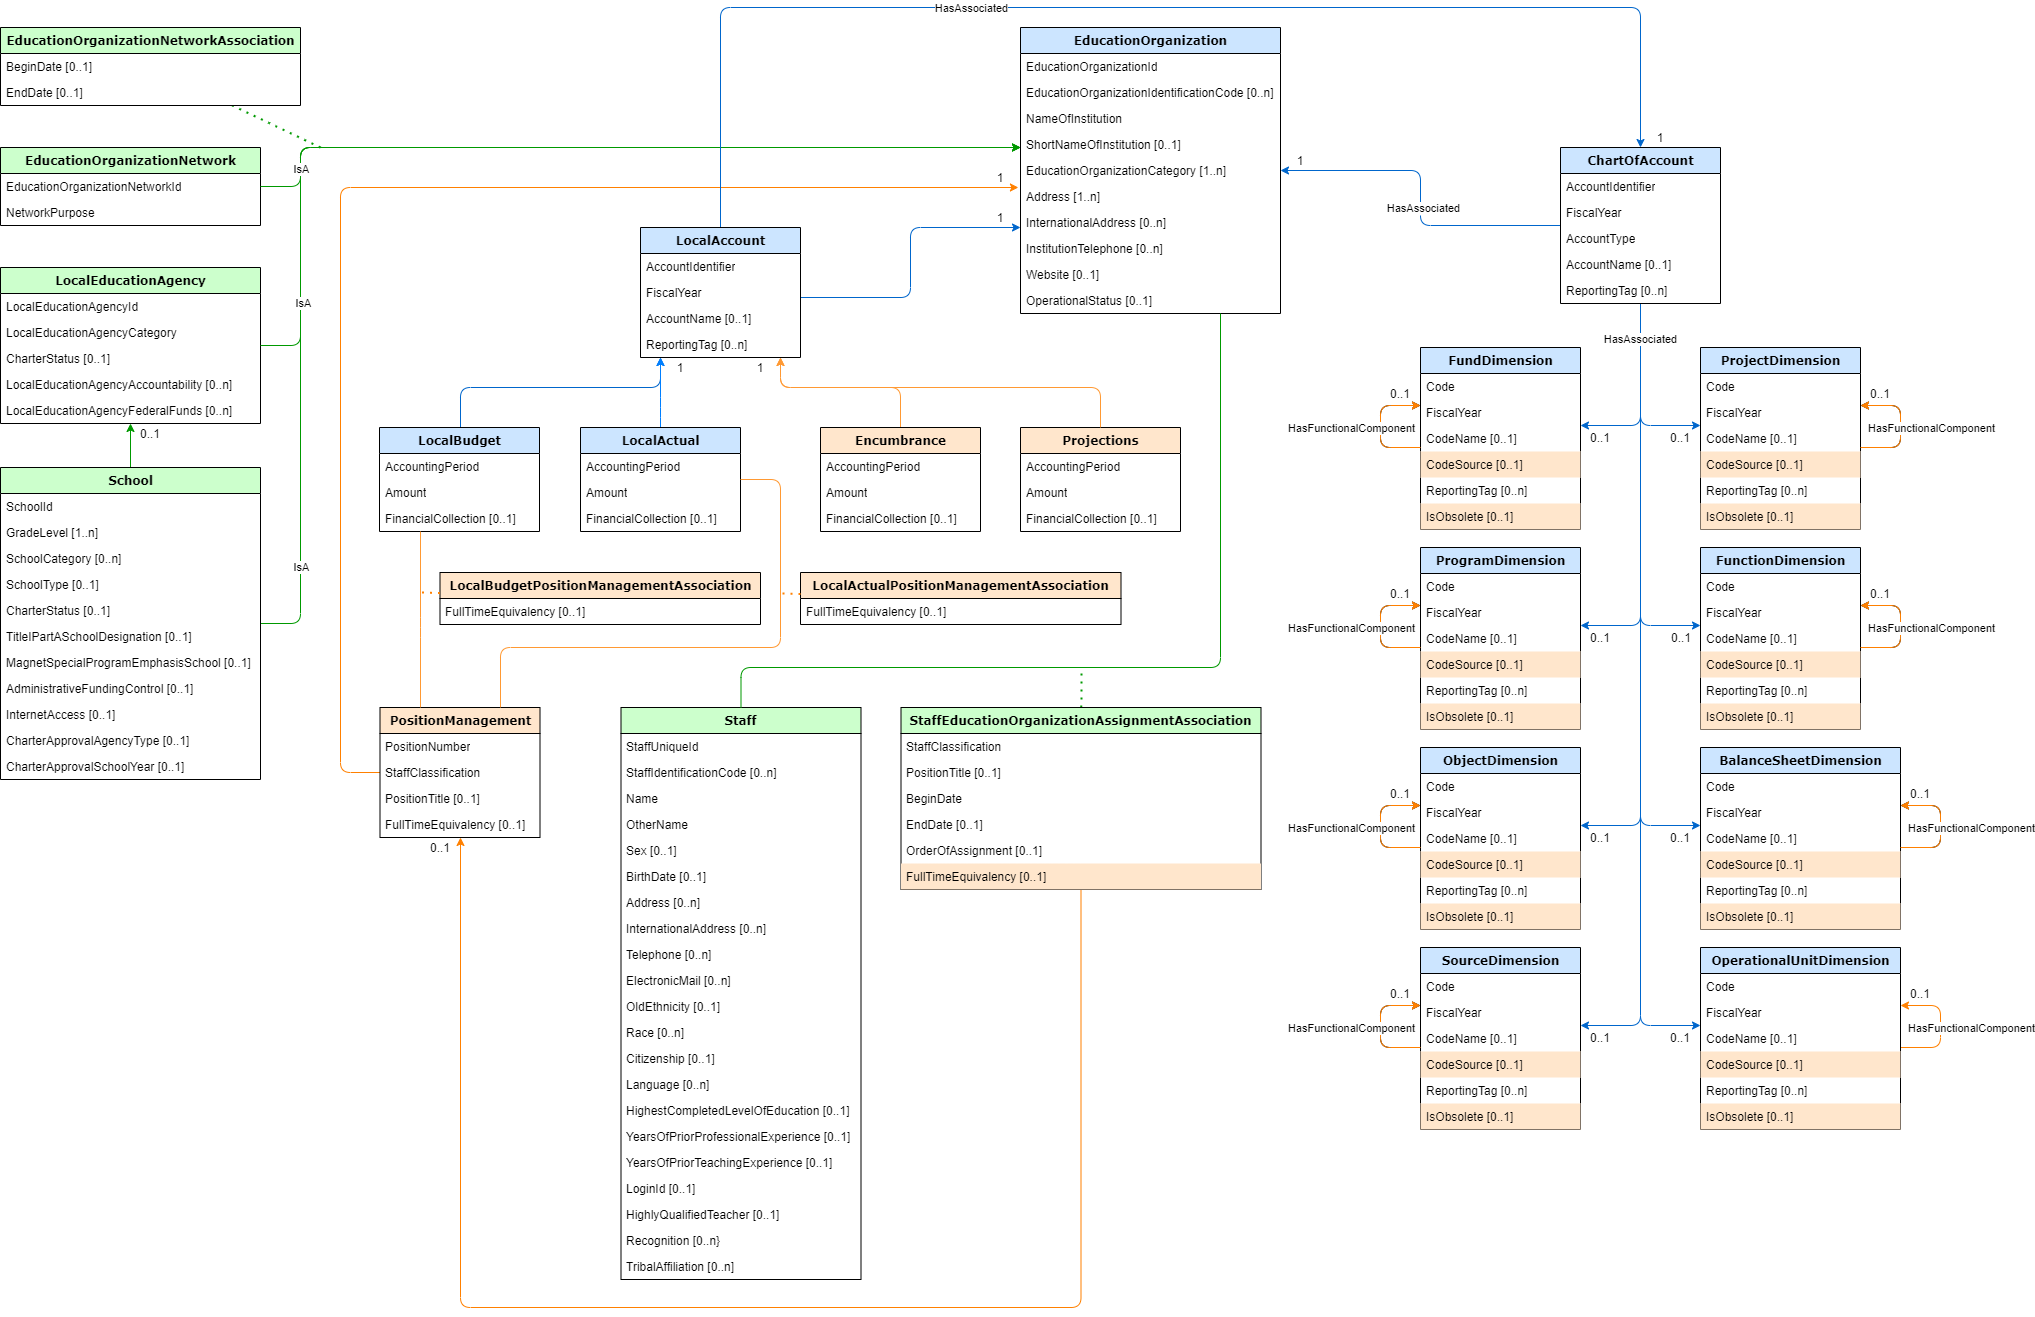 HasAssociated
EducationOrganizationNetworkAssociation
BeginDate [0..1]
EndDate [0..1]
EducationOrganizationNetwork
EducationOrganizationNetworkId
NetworkPurpose
IsA
LocalEducationAgency
LocalEducationAgencyId
LocalEducationAgencyCategory
CharterStatus [0..1]
LocalEducationAgencyAccountability [0..n]
LocalEducationAgencyFederalFunds [0..n]
IsA
0..1
School
SchoolId
GradeLevel [1..n]
SchoolCategory [0..n]
SchoolType [0..1]
CharterStatus [0..1]
TitleIPartASchoolDesignation [0..1]
MagnetSpecialProgramEmphasisSchool [0..1]
AdministrativeFundingControl [0..1]
InternetAccess [0..1]
CharterApprovalAgencyType [0..1]
CharterApprovalSchoolYear [0..1]
IsA
EducationOrganization
EducationOrganizationId
EducationOrganizationIdentificationCode [0..n]
NameOfInstitution
ShortNameOfInstitution [0..1]
EducationOrganizationCategory [1..n]
Address [1..n]
InternationalAddress [0..n]
InstitutionTelephone [0..n]
Website [0..1]
OperationalStatus [0..1]
1
1
1
HasAssociated
1
ChartOfAccount
AccountIdentifier
FiscalYear
AccountType
AccountName [0..1]
ReportingTag [0..n]
HasAssociated
LocalAccount
AccountIdentifier
FiscalYear
AccountName [0..1]
ReportingTag [0..n]
1
1
LocalBudget
AccountingPeriod
Amount
FinancialCollection [0..1]
LocalActual
AccountingPeriod
Amount
FinancialCollection [0..1]
Encumbrance
AccountingPeriod
Amount
FinancialCollection [0..1]
Projections
AccountingPeriod
Amount
FinancialCollection [0..1]
LocalBudgetPositionManagementAssociation
FullTimeEquivalency [0..1]
LocalActualPositionManagementAssociation
FullTimeEquivalency [0..1]
PositionManagement
PositionNumber
StaffClassification
PositionTitle [0..1]
FullTimeEquivalency [0..1]
0..1
Staff
StaffUniqueId
StaffIdentificationCode [0..n]
Name
OtherName
Sex [0..1]
BirthDate [0..1]
Address [0..n]
InternationalAddress [0..n]
Telephone [0..n]
ElectronicMail [0..n]
OldEthnicity [0..1]
Race [0..n]
Citizenship [0..1]
Language [0..n]
HighestCompletedLevelOfEducation [0..1]
YearsOfPriorProfessionalExperience [0..1]
YearsOfPriorTeachingExperience [0..1]
LoginId [0..1]
HighlyQualifiedTeacher [0..1]
Recognition [0..n}
TribalAffiliation [0..n]
StaffEducationOrganizationAssignmentAssociation
StaffClassification
PositionTitle [0..1]
BeginDate
EndDate [0..1]
OrderOfAssignment [0..1]
FullTimeEquivalency [0..1]
FundDimension
Code
FiscalYear
CodeName [0..1]
CodeSource [0..1]
ReportingTag [0..n]
IsObsolete [0..1]
0..1
HasFunctionalComponent
0..1
ProjectDimension
Code
FiscalYear
CodeName [0..1]
CodeSource [0..1]
ReportingTag [0..n]
IsObsolete [0..1]
0..1
HasFunctionalComponent
0..1
ProgramDimension
Code
FiscalYear
CodeName [0..1]
CodeSource [0..1]
ReportingTag [0..n]
IsObsolete [0..1]
0..1
HasFunctionalComponent
0..1
FunctionDimension
Code
FiscalYear
CodeName [0..1]
CodeSource [0..1]
ReportingTag [0..n]
IsObsolete [0..1]
0..1
HasFunctionalComponent
0..1
ObjectDimension
Code
FiscalYear
CodeName [0..1]
CodeSource [0..1]
ReportingTag [0..n]
IsObsolete [0..1]
0..1
HasFunctionalComponent
0..1
BalanceSheetDimension
Code
FiscalYear
CodeName [0..1]
CodeSource [0..1]
ReportingTag [0..n]
IsObsolete [0..1]
0..1
HasFunctionalComponent
0..1
SourceDimension
Code
FiscalYear
CodeName [0..1]
CodeSource [0..1]
ReportingTag [0..n]
IsObsolete [0..1]
0..1
HasFunctionalComponent
0..1
OperationalUnitDimension
Code
FiscalYear
CodeName [0..1]
CodeSource [0..1]
ReportingTag [0..n]
IsObsolete [0..1]
0..1
HasFunctionalComponent
0..1